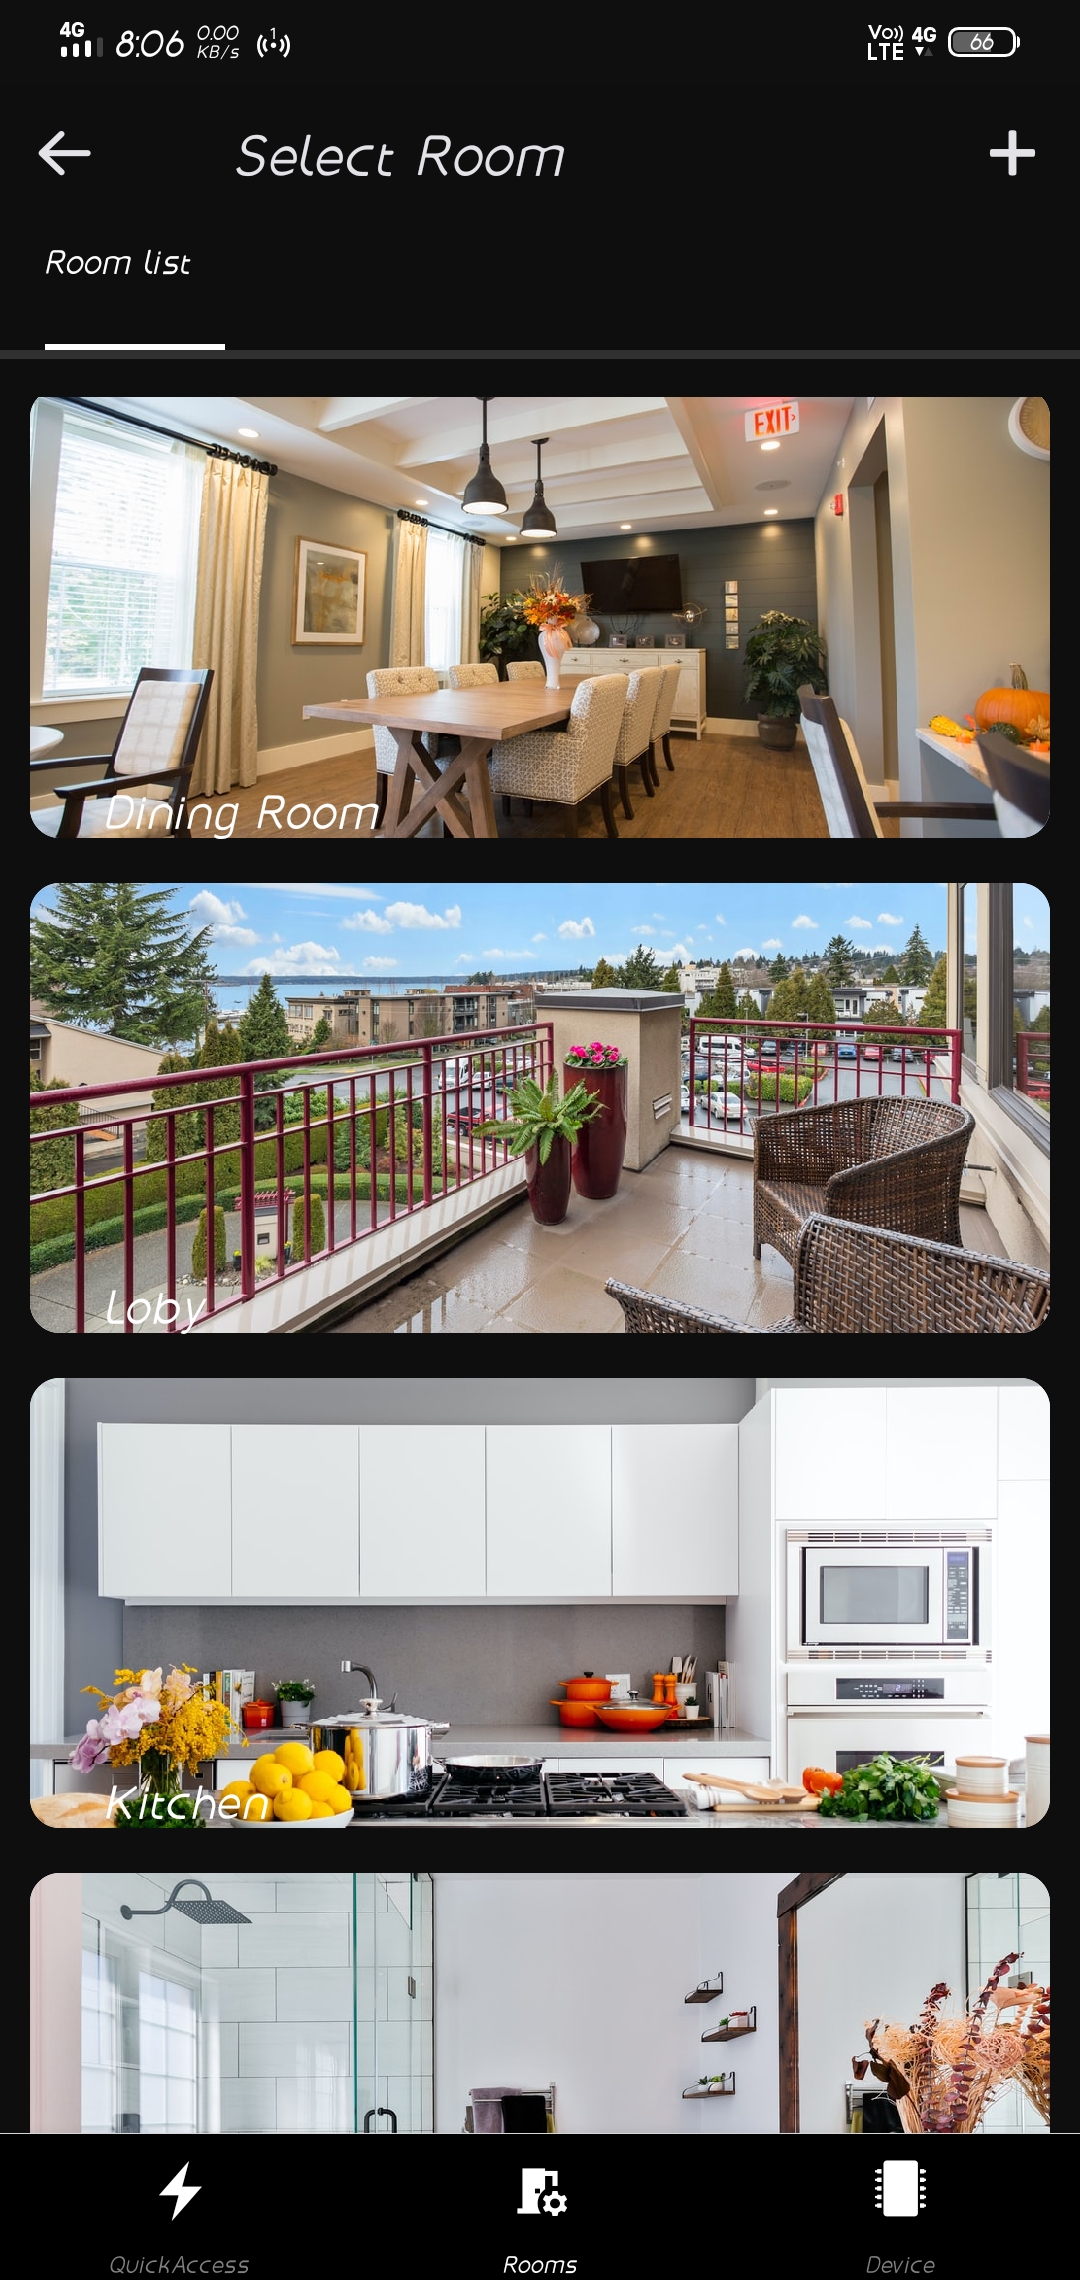 4G
8:06
0.00
KB/s
1
Vo))
LTE
4G
66
Select Room
Room list
EXIT
Dining Room
Loby
Kitchen
QuickAccess
Rooms
Device